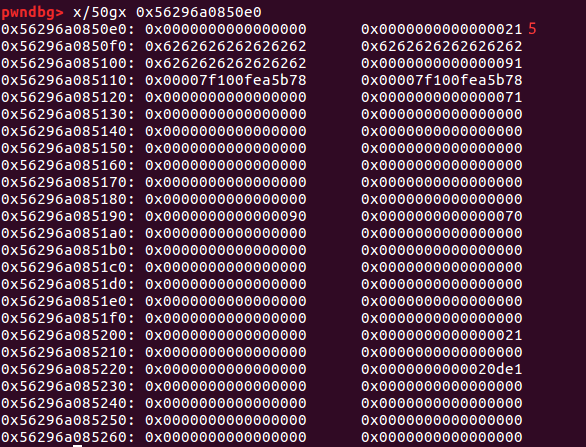 pwndbg> x/50gx 0x56296a0850e0
0x56296a0850e0: 0x0000000000000000 0x0000000000000021 5
0x56296a0850f0: 0x6262626262626262 0x6262626262626262
0x56296a085100: 0x6262626262626262 0x0000000000000091
0x56296a085110: 0x00007f100fea5b78 0x00007f100fea5b78
0x56296a085120: 0x0000000000000000 0x0000000000000071
0x56296a085130: 0x0000000000000000 0x0000000000000000
0x56296a085140: 0x0000000000000000 0x0000000000000000
0x56296a085150: 0x0000000000000000 0x0000000000000000
0x56296a085160: 0x0000000000000000 0x0000000000000000
0x56296a085170: 0x0000000000000000 0x0000000000000000
0x56296a085180: 0x0000000000000000 0x0000000000000000
0x56296a085190: 0x0000000000000090 0x0000000000000070
0x56296a0851a0: 0x0000000000000000 0x0000000000000000
0x56296a0851b0: 0x0000000000000000 0x0000000000000000
0x56296a0851c0: 0x0000000000000000 0x0000000000000000
0x56296a0851d0: 0x0000000000000000 0x0000000000000000
0x56296a0851e0: 0x0000000000000000 0x0000000000000000
0x56296a0851f0: 0x0000000000000000 0x0000000000000000
0x56296a085200: 0x0000000000000000 0x0000000000000021
0x56296a085210: 0x0000000000000000 0x0000000000000000
0x56296a085220: 0x0000000000000000 0x0000000000020de1
0x56296a085230: 0x0000000000000000 0x0000000000000000
0x56296a085240: 0x0000000000000000 0x0000000000000000
0x56296a085250: 0x0000000000000000 0x0000000000000000
0x56296a085260: 0x0000000000000000 0x0000000000000000